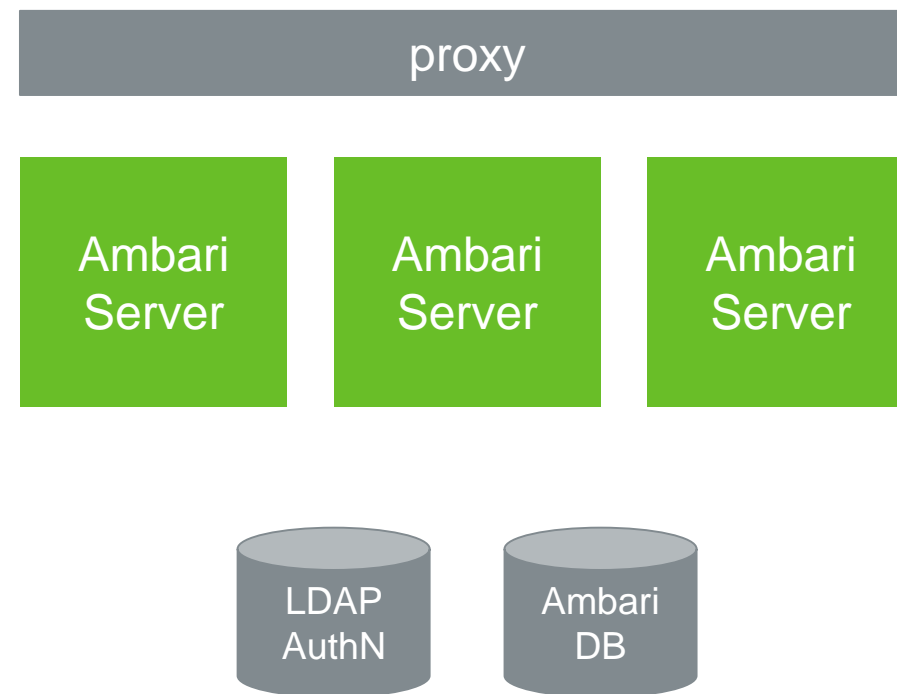 proxy
Ambari
Server
Ambari
Server
Ambari
Server
LDAP
AuthN
Ambari
DB